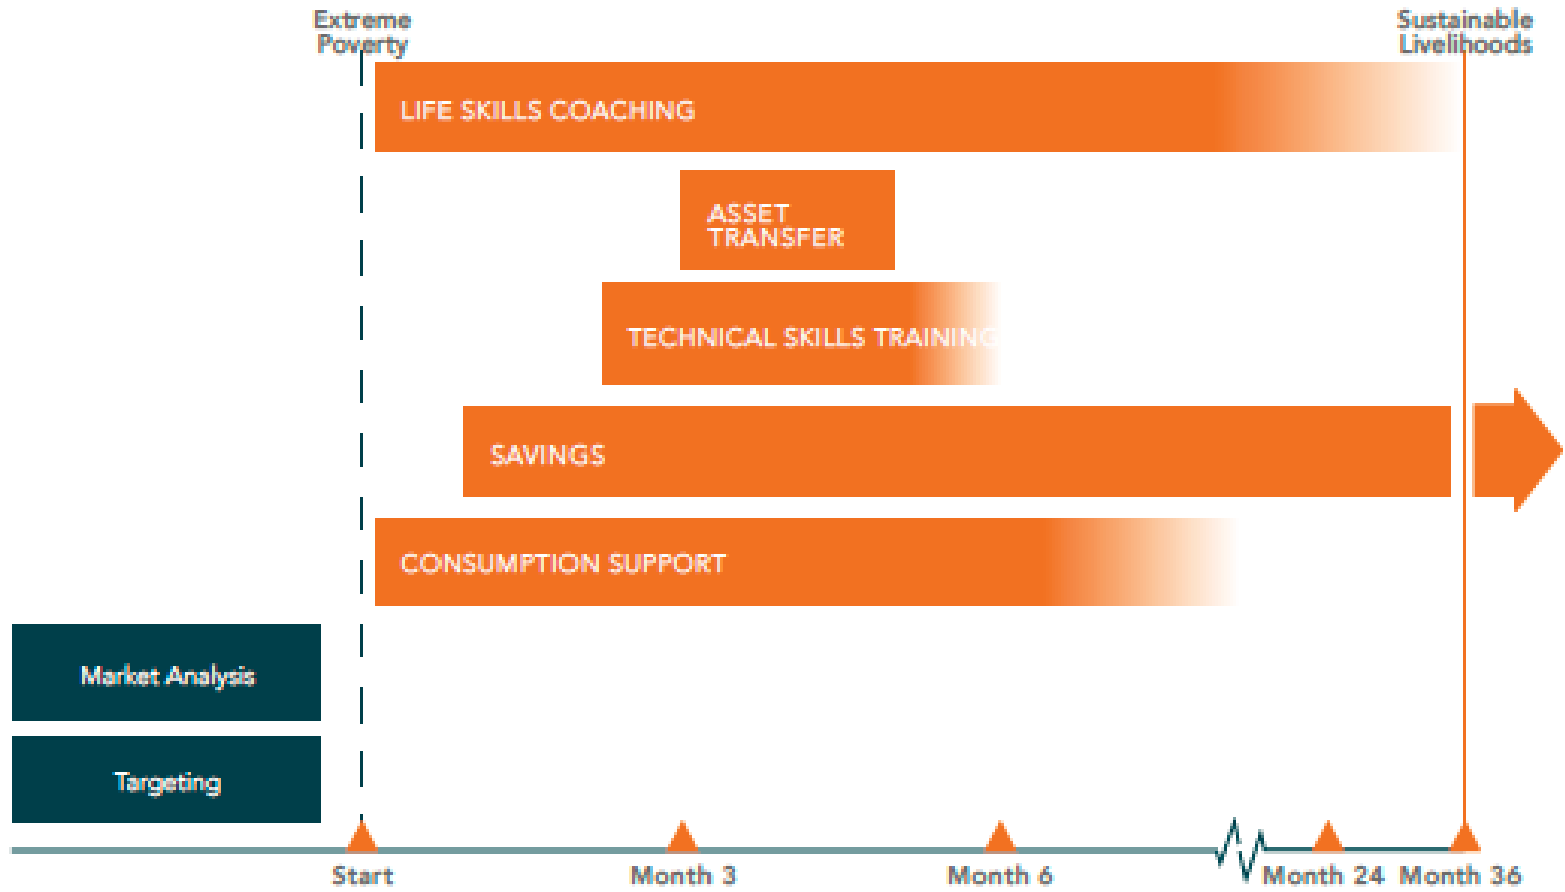 Extreme
Poverty
Sustainable
Livelihoods
LIFE SKILLS COACHING
ASSET
TRANSFER
TECHNICAL SKILLS TRAINING
SAVINGS
CONSUMPTION SUPPORT
Market Analysis
Targeting
Start
Month 3
Month 6
Month 24
Month 36